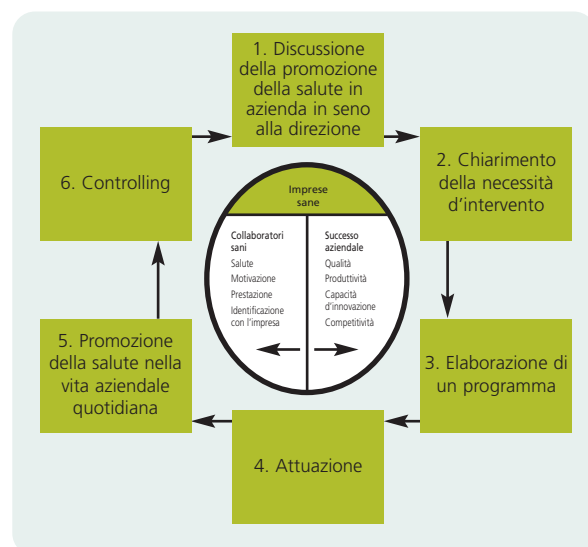 1. Discussione
della promozione
della salute in
azienda in seno
alla direzione
2. Chiarimento
della necessità
d'intervento
3. Elaborazione di
un programma
4. Attuazione
5. Promozione
della salute nella
vita aziendale
quotidiana
6. Controlling
Imprese
sane
Collaboratori
sani
Salute
Motivazione
Prestazione
Identificazione
con l'impresa
Successo
aziendale
Qualità
Produttività
Capacità
d'innovazione
Competitività